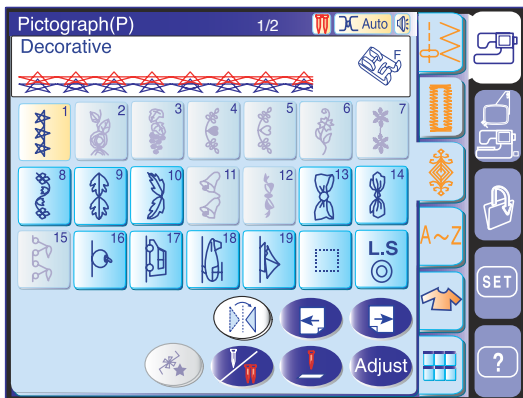 Pictograph(P) 1/2 Auto
Decorative
F
1 2 3 4 5 6 7
8 9 10 11 12 13 14
15 16 17 18 19 L.S
A~Z
SET
Adjust
?